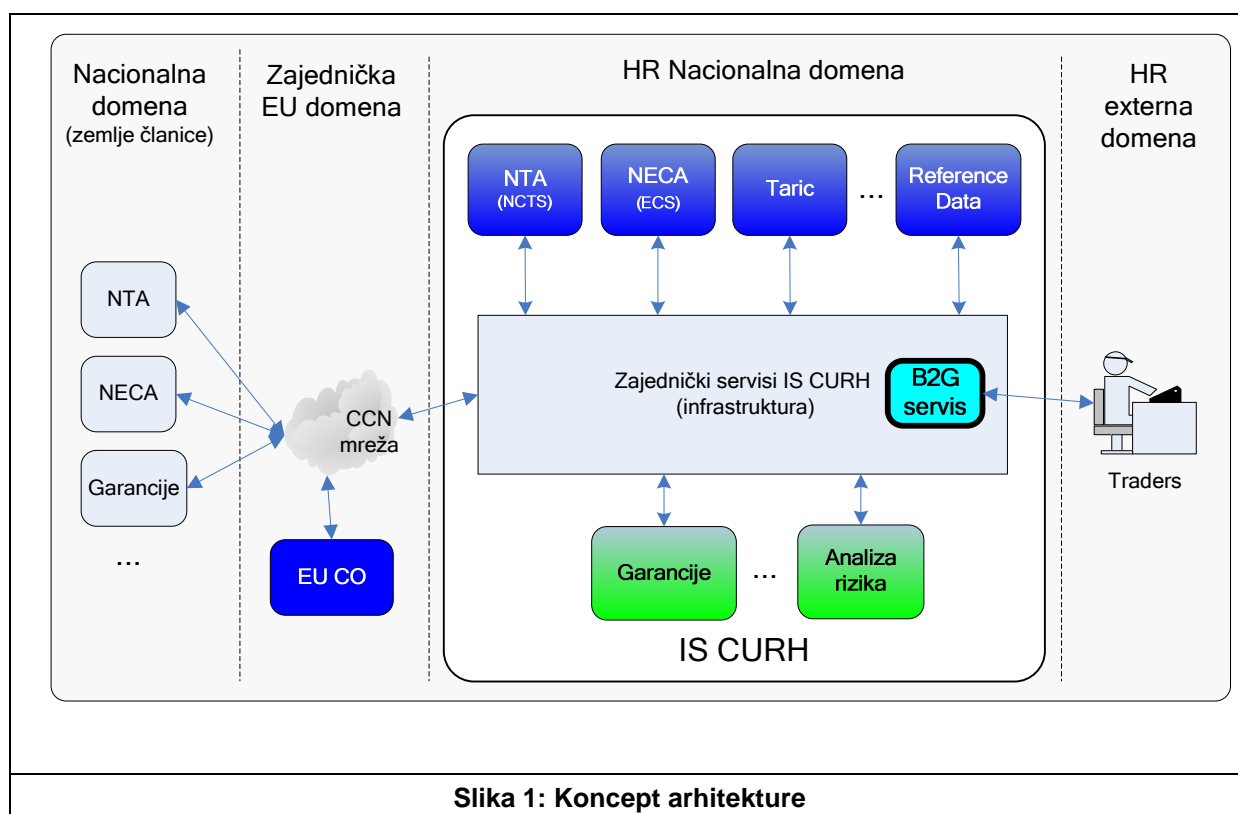 Nacionalna
domena
(zemlje članice)
Zajednička
EU domena
HR Nacionalna domena
HR
externa
domena
NTA
(NCTS)
NECA
(ECS)
Taric
...
Reference
Data
NTA
NECA
Garancije
...
CCN
mreža
EU CO
Zajednički servisi IS CURH
(infrastruktura)
B2G
servis
Traders
Garancije
...
Analiza
rizika
IS CURH
Slika 1: Koncept arhitekture